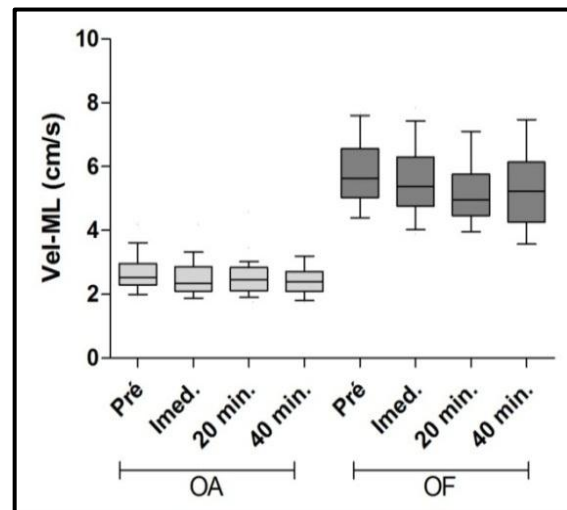 10
8
6
4
2
0
Vel-ML (cm/s)
Pré
Imed.
20 min.
40 min.
Pré
Imed.
20 min.
40 min.
OA
OF